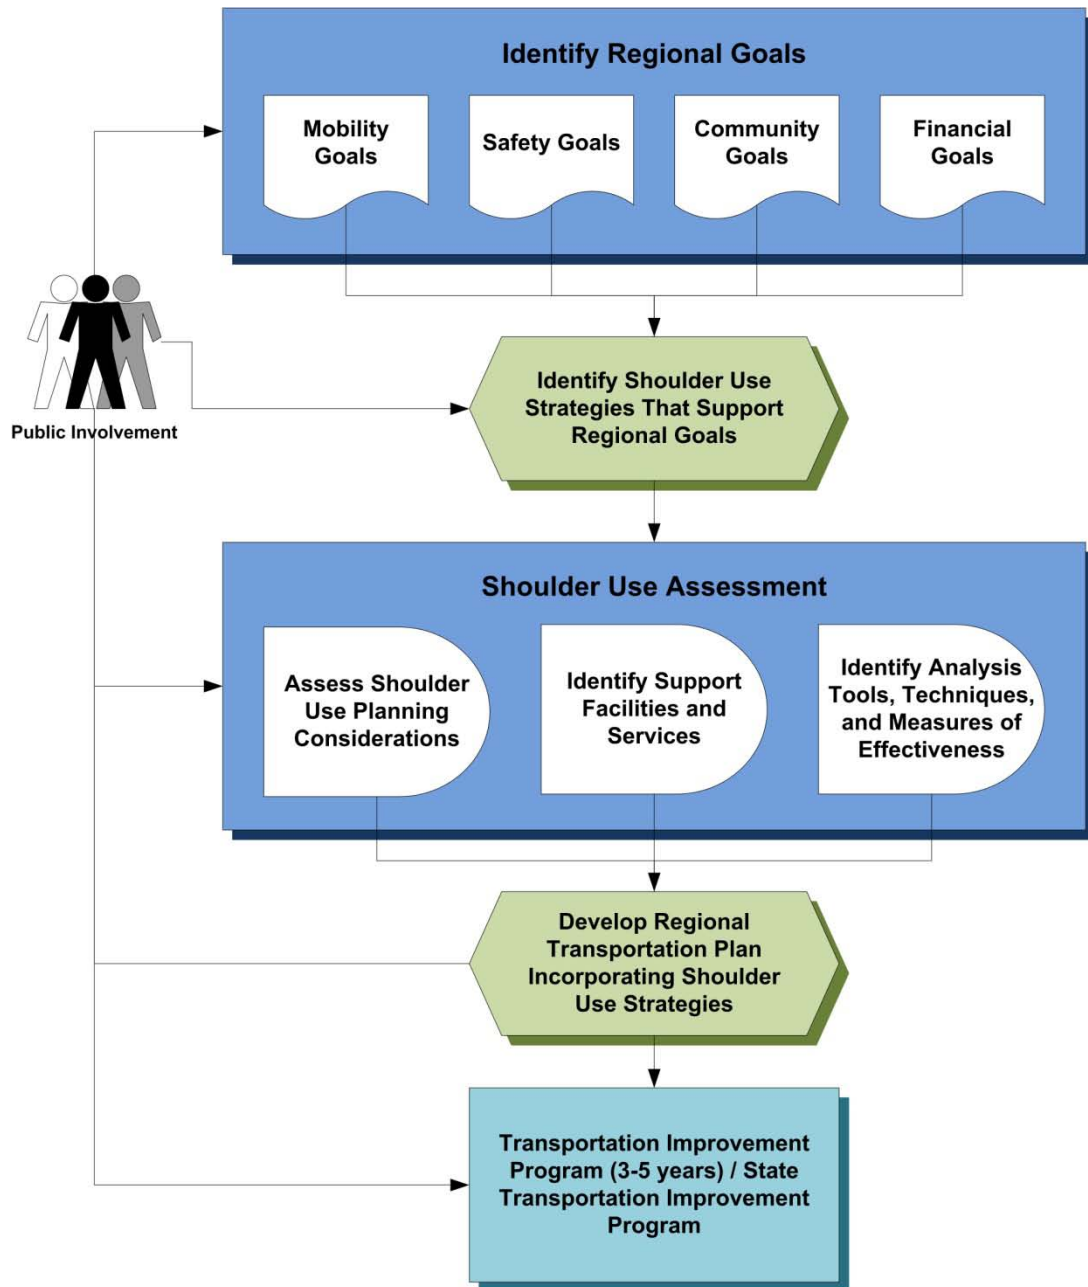 Identify Regional Goals
Mobility
Goals
Safety Goals
Community
Goals
Financial
Goals
Public Involvement
Identify Shoulder Use
Strategies That Support
Regional Goals
Shoulder Use Assessment
Assess Shoulder
Use Planning
Considerations
Identify Support
Facilities and
Services
Identify Analysis
Tools, Techniques,
and Measures of
Effectiveness
Develop Regional
Transportation Plan
Incorporating Shoulder
Use Strategies
Transportation Improvement
Program (3-5 years) / State
Transportation Improvement
Program